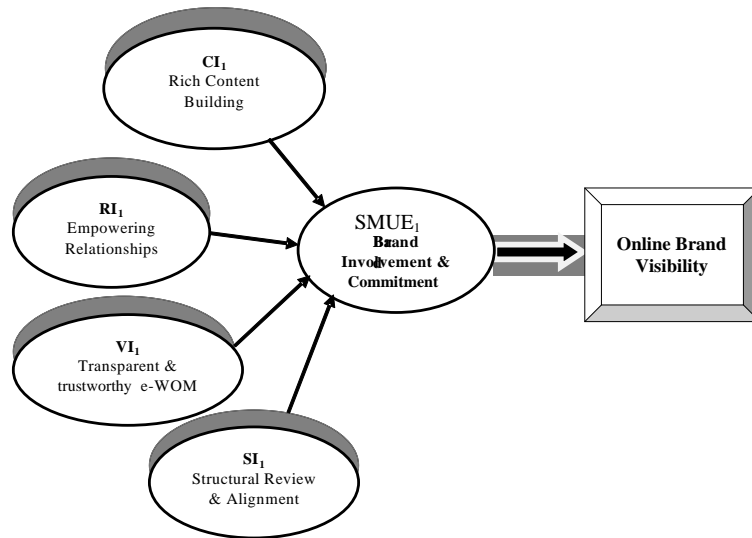 CI₁
Rich Content
Building
RI₁
Empowering
Relationships
VI₁
Transparent &
trustworthy e-WOM
SI₁
Structural Review
& Alignment
SMUE₁
Brand
Involvement &
Commitment
Online Brand
Visibility